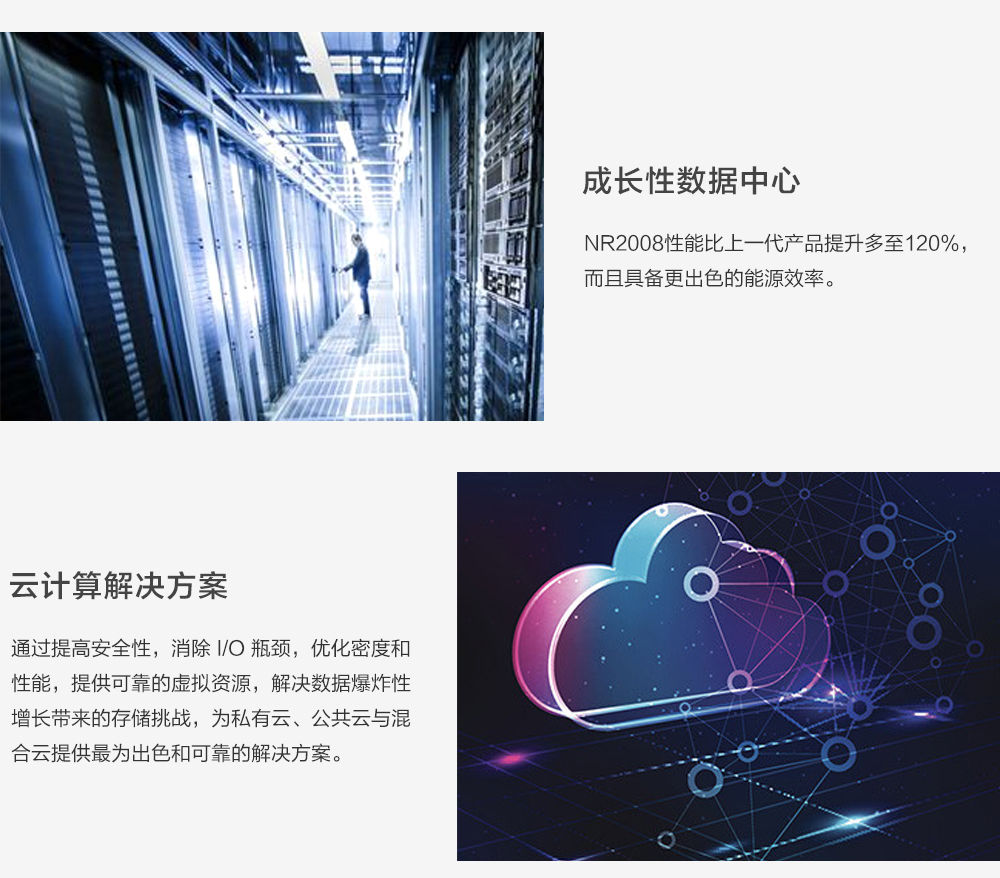 成长性数据中心
NR2008性能比上一代产品提升多至120%，
而且具备更出色的能源效率。
云计算解决方案
通过提高安全性，消除 I/O 瓶颈，优化密度和
性能，提供可靠的虚拟资源，解决数据爆炸性
增长带来的存储挑战，为私有云、公共云与混
合云提供最为出色和可靠的解决方案。